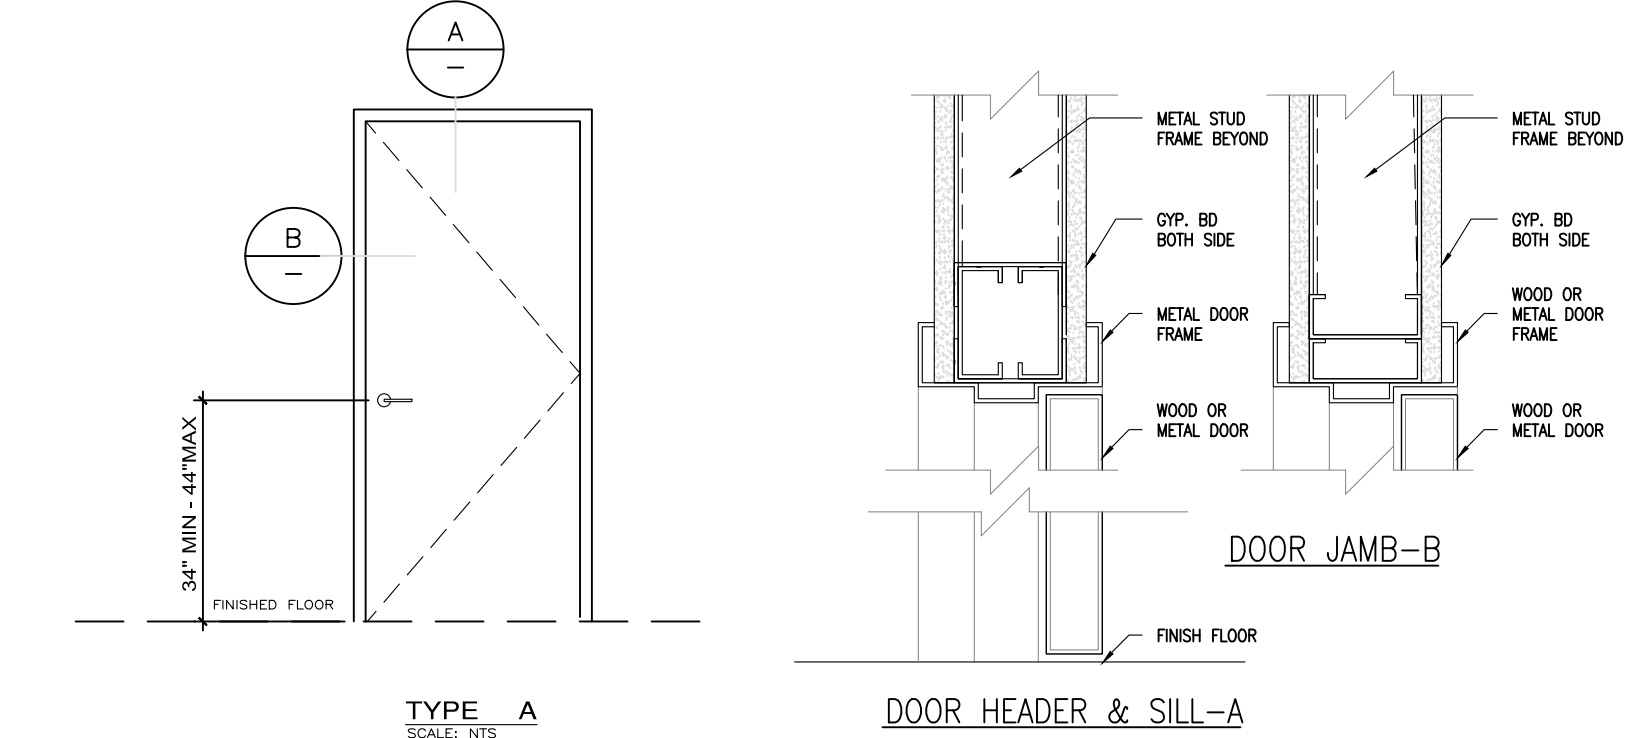 A
–
B
–
34" MIN - 44"MAX
FINISHED FLOOR
TYPE A
SCALE: NTS
METAL STUD
FRAME BEYOND
GYP. BD
BOTH SIDE
METAL DOOR
FRAME
WOOD OR
METAL DOOR
FINISH FLOOR
DOOR HEADER & SILL-A
METAL STUD
FRAME BEYOND
GYP. BD
BOTH SIDE
WOOD OR
METAL DOOR
FRAME
WOOD OR
METAL DOOR
DOOR JAMB-B